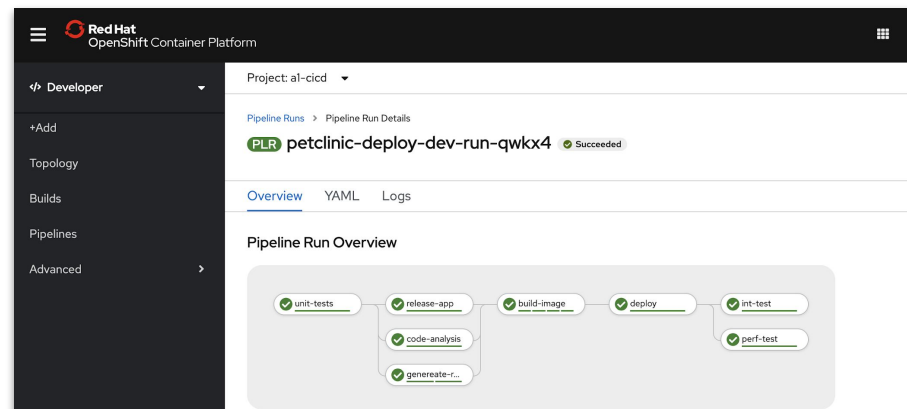 Red Hat
OpenShift Container Platform
Developer
+Add
Topology
Builds
Pipelines
Advanced
Project: a1-cicd
Pipeline Runs > Pipeline Run Details
PLR petclinic-deploy-dev-run-qwkx4 Succeeded
Overview YAML Logs
Pipeline Run Overview
unit-tests release-app build-image deploy int-test
code-analysis perf-test
genereate-r...